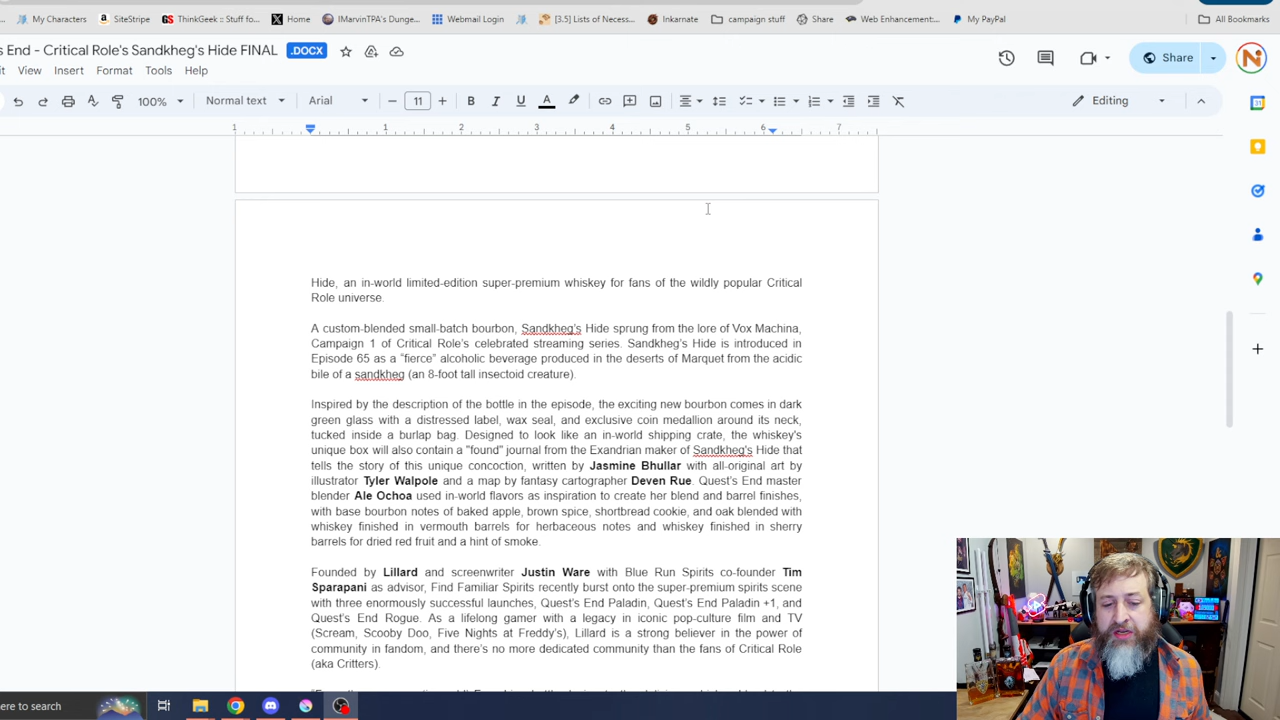 My Characters
SiteStripe
ThinkGeek :: Stuff fo...
Home
IMarvinTPA's Dunge...
Webmail Login
[3.5] Lists of Necess...
Inkarnate
campaign stuff
Share
Web Enhancement:...
My PayPal
All Bookmarks
s End - Critical Role's Sandkheg's Hide FINAL
.DOCX
Share
it View Insert Format Tools Help
100%
Normal text
Arial
11
B I U A
Editing
1 1 2 3 4 5 6 7
Hide, an in-world limited-edition super-premium whiskey for fans of the wildly popular Critical
Role universe.
A custom-blended small-batch bourbon, Sandkheg's Hide sprung from the lore of Vox Machina,
Campaign 1 of Critical Role's celebrated streaming series. Sandkheg's Hide is introduced in
Episode 65 as a "fierce" alcoholic beverage produced in the deserts of Marquet from the acidic
bile of a sandkheg (an 8-foot tall insectoid creature).
Inspired by the description of the bottle in the episode, the exciting new bourbon comes in dark
green glass with a distressed label, wax seal, and exclusive coin medallion around its neck,
tucked inside a burlap bag. Designed to look like an in-world shipping crate, the whiskey's
unique box will also contain a "found" journal from the Exandrian maker of Sandkheg's Hide that
tells the story of this unique concoction, written by Jasmine Bhullar with all-original art by
illustrator Tyler Walpole and a map by fantasy cartographer Deven Rue. Quest's End master
blender Ale Ochoa used in-world flavors as inspiration to create her blend and barrel finishes,
with base bourbon notes of baked apple, brown spice, shortbread cookie, and oak blended with
whiskey finished in vermouth barrels for herbaceous notes and whiskey finished in sherry
barrels for dried red fruit and a hint of smoke.
Founded by Lillard and screenwriter Justin Ware with Blue Run Spirits co-founder Tim
Sparapani as advisor, Find Familiar Spirits recently burst onto the super-premium spirits scene
with three enormously successful launches, Quest's End Paladin, Quest's End Paladin +1, and
Quest's End Rogue. As a lifelong gamer with a legacy in iconic pop-culture film and TV
(Scream, Scooby Doo, Five Nights at Freddy's), Lillard is a strong believer in the power of
community in fandom, and there's no more dedicated community than the fans of Critical Role
(aka Critters).
ere to search